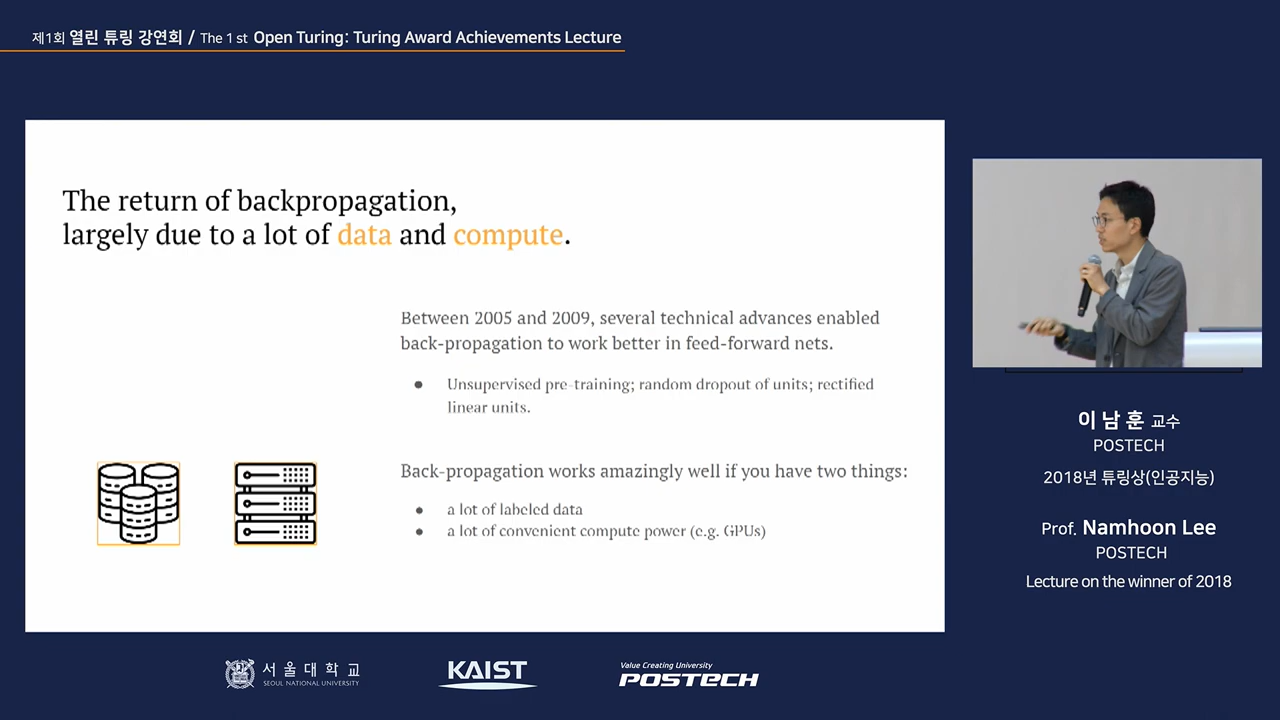 제1회 열린 튜링 강연회 / The 1 st Open Turing: Turing Award Achievements Lecture
The return of backpropagation,
largely due to a lot of data and compute.
Between 2005 and 2009, several technical advances enabled
back-propagation to work better in feed-forward nets.
● Unsupervised pre-training; random dropout of units; rectified
linear units.
Back-propagation works amazingly well if you have two things:
● a lot of labeled data
● a lot of convenient compute power (e.g. GPUs)
이 남 훈 교수
POSTECH
2018년 튜링상(인공지능)
Prof. Namhoon Lee
POSTECH
Lecture on the winner of 2018
서 울 대 학 교
SEOUL NATIONAL UNIVERSITY
KAIST
Value Creating University
POSTECH